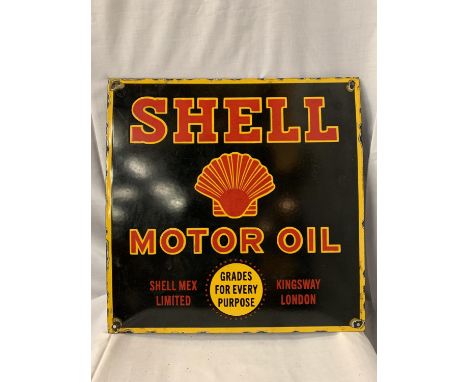 SHELL
MOTOR OIL
SHELL MEX
LIMITED
GRADES
FOR EVERY
PURPOSE
KINGSWAY
LONDON